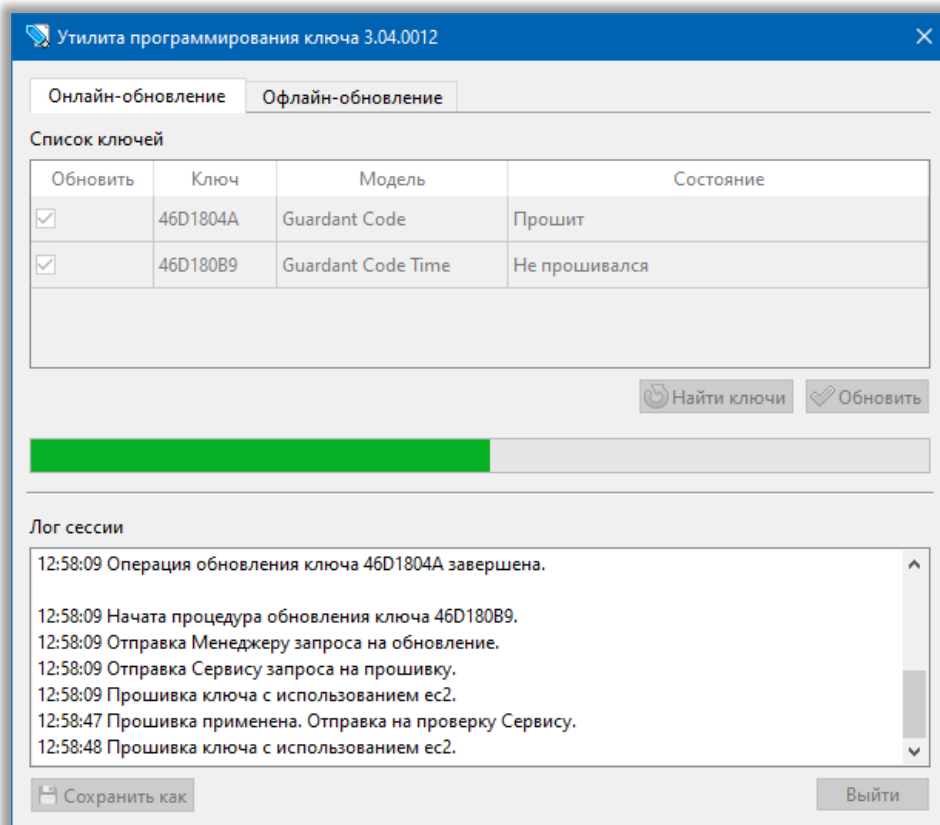 Утилита программирования ключа 3.04.0012
Онлайн-обновление Офлайн-обновление
Список ключей
Обновить Ключ Модель Состояние
46D1804A Guardant Code Прошит
46D180B9 Guardant Code Time Не прошивался
Найти ключи Обновить
Лог сессии
12:58:09 Операция обновления ключа 46D1804A завершена.
12:58:09 Начата процедура обновления ключа 46D180B9.
12:58:09 Отправка Менеджеру запроса на обновление.
12:58:09 Отправка Сервису запроса на прошивку.
12:58:09 Прошивка ключа с использованием ec2.
12:58:47 Прошивка применена. Отправка на проверку Сервису.
12:58:48 Прошивка ключа с использованием ec2.
Сохранить как Выйти